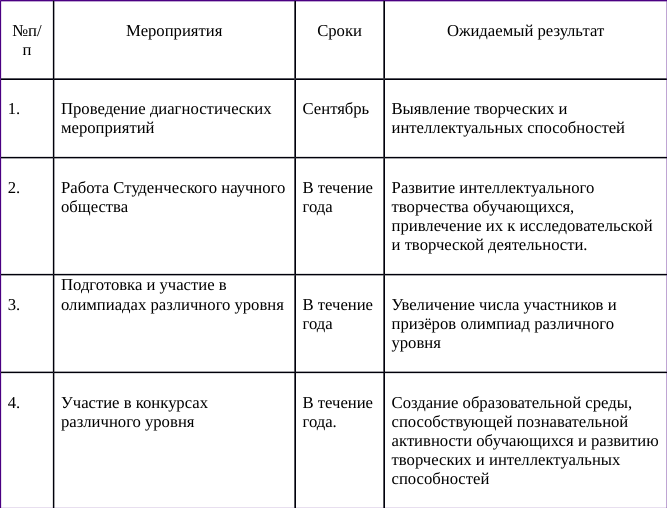 №п/
п
Мероприятия
Сроки
Ожидаемый результат
1.
Проведение диагностических
мероприятий
Сентябрь
Выявление творческих и
интеллектуальных способностей
2.
Работа Студенческого научного
общества
В течение
года
Развитие интеллектуального
творчества обучающихся,
привлечение их к исследовательской
и творческой деятельности.
3.
Подготовка и участие в
олимпиадах различного уровня
В течение
года
Увеличение числа участников и
призёров олимпиад различного
уровня
4.
Участие в конкурсах
различного уровня
В течение
года.
Создание образовательной среды,
способствующей познавательной
активности обучающихся и развитию
творческих и интеллектуальных
способностей